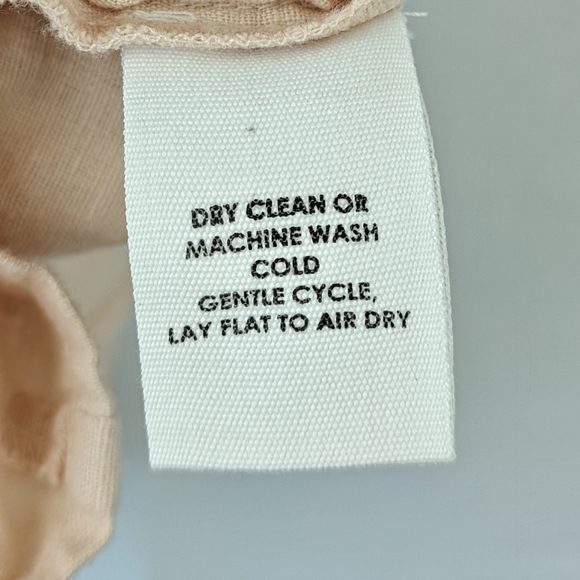 DRY CLEAN OR
MACHINE WASH
COLD
GENTLE CYCLE,
LAY FLAT TO AIR DRY